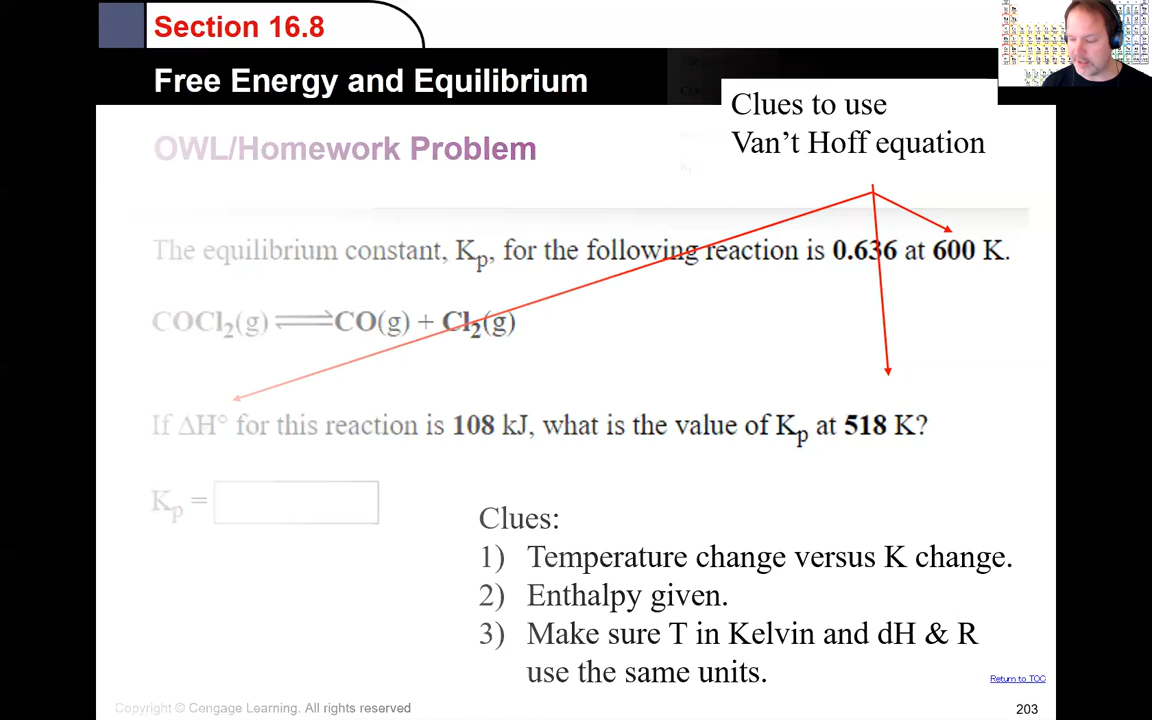 Section 16.8
Free Energy and Equilibrium
Clues to use
Van’t Hoff equation
OWL/Homework Problem
The equilibrium constant, Kp, for the following reaction is 0.636 at 600 K.
COCl2(g) ⇌ CO(g) + Cl2(g)
If ΔH° for this reaction is 108 kJ, what is the value of Kp at 518 K?
Kp =
Clues:
1) Temperature change versus K change.
2) Enthalpy given.
3) Make sure T in Kelvin and dH & R
use the same units.
Return to TOC
Copyright © Cengage Learning. All rights reserved
203